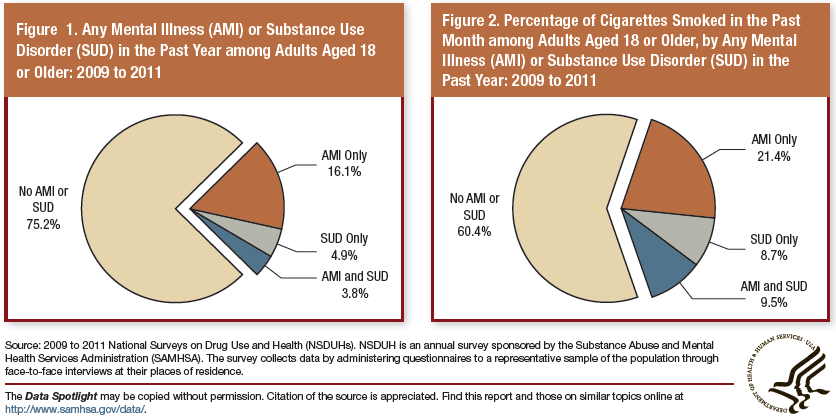 Figure 1. Any Mental Illness (AMI) or Substance Use
Disorder (SUD) in the Past Year among Adults Aged 18
or Older: 2009 to 2011
No AMI or
SUD
75.2%
AMI Only
16.1%
SUD Only
4.9%
AMI and SUD
3.8%
Figure 2. Percentage of Cigarettes Smoked in the Past
Month among Adults Aged 18 or Older, by Any Mental
Illness (AMI) or Substance Use Disorder (SUD) in the
Past Year: 2009 to 2011
No AMI or
SUD
60.4%
AMI Only
21.4%
SUD Only
8.7%
AMI and SUD
9.5%
Source: 2009 to 2011 National Surveys on Drug Use and Health (NSDUHs). NSDUH is an annual survey sponsored by the Substance Abuse and Mental
Health Services Administration (SAMHSA). The survey collects data by administering questionnaires to a representative sample of the population through
face-to-face interviews at their places of residence.
The Data Spotlight may be copied without permission. Citation of the source is appreciated. Find this report and those on similar topics online at
http://www.samhsa.gov/data/.
DEPARTMENT OF HEALTH & HUMAN SERVICES · USA